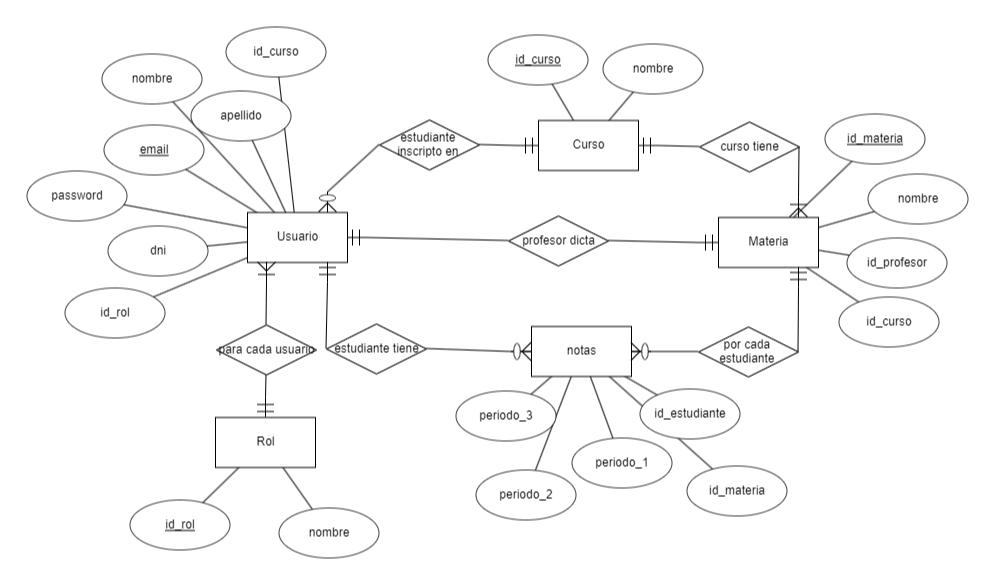 id_curso
nombre
apellido
email
password
dni
id_rol
Usuario
estudiante
inscripto en
id_curso
nombre
Curso
curso tiene
id_materia
nombre
id_profesor
id_curso
Materia
profesor dicta
para cada usuario
estudiante tiene
notas
por cada
estudiante
periodo_3
periodo_2
periodo_1
id_estudiante
id_materia
Rol
id_rol
nombre